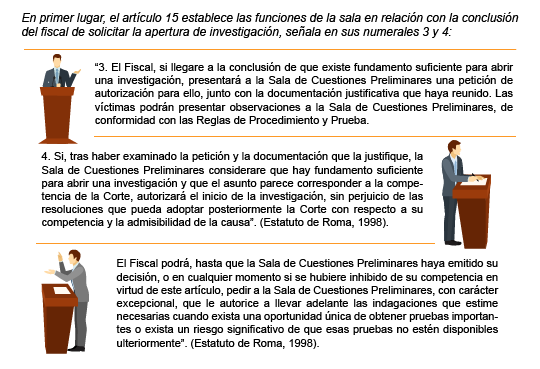 En primer lugar, el artículo 15 establece las funciones de la sala en relación con la conclusión
del fiscal de solicitar la apertura de investigación, señala en sus numerales 3 y 4:
“3. El Fiscal, si llegare a la conclusión de que existe fundamento suficiente para abrir
una investigación, presentará a la Sala de Cuestiones Preliminares una petición de
autorización para ello, junto con la documentación justificativa que haya reunido. Las
víctimas podrán presentar observaciones a la Sala de Cuestiones Preliminares, de
conformidad con las Reglas de Procedimiento y Prueba.
4. Si, tras haber examinado la petición y la documentación que la justifique, la
Sala de Cuestiones Preliminares considerare que hay fundamento suficiente
para abrir una investigación y que el asunto parece corresponder a la compe-
tencia de la Corte, autorizará el inicio de la investigación, sin perjuicio de las
resoluciones que pueda adoptar posteriormente la Corte con respecto a su
competencia y la admisibilidad de la causa”. (Estatuto de Roma, 1998).
El Fiscal podrá, hasta que la Sala de Cuestiones Preliminares haya emitido su
decisión, o en cualquier momento si se hubiere inhibido de su competencia en
virtud de este artículo, pedir a la Sala de Cuestiones Preliminares, con carácter
excepcional, que le autorice a llevar adelante las indagaciones que estime
necesarias cuando exista una oportunidad única de obtener pruebas importan-
tes o exista un riesgo significativo de que esas pruebas no estén disponibles
ulteriormente”. (Estatuto de Roma, 1998).